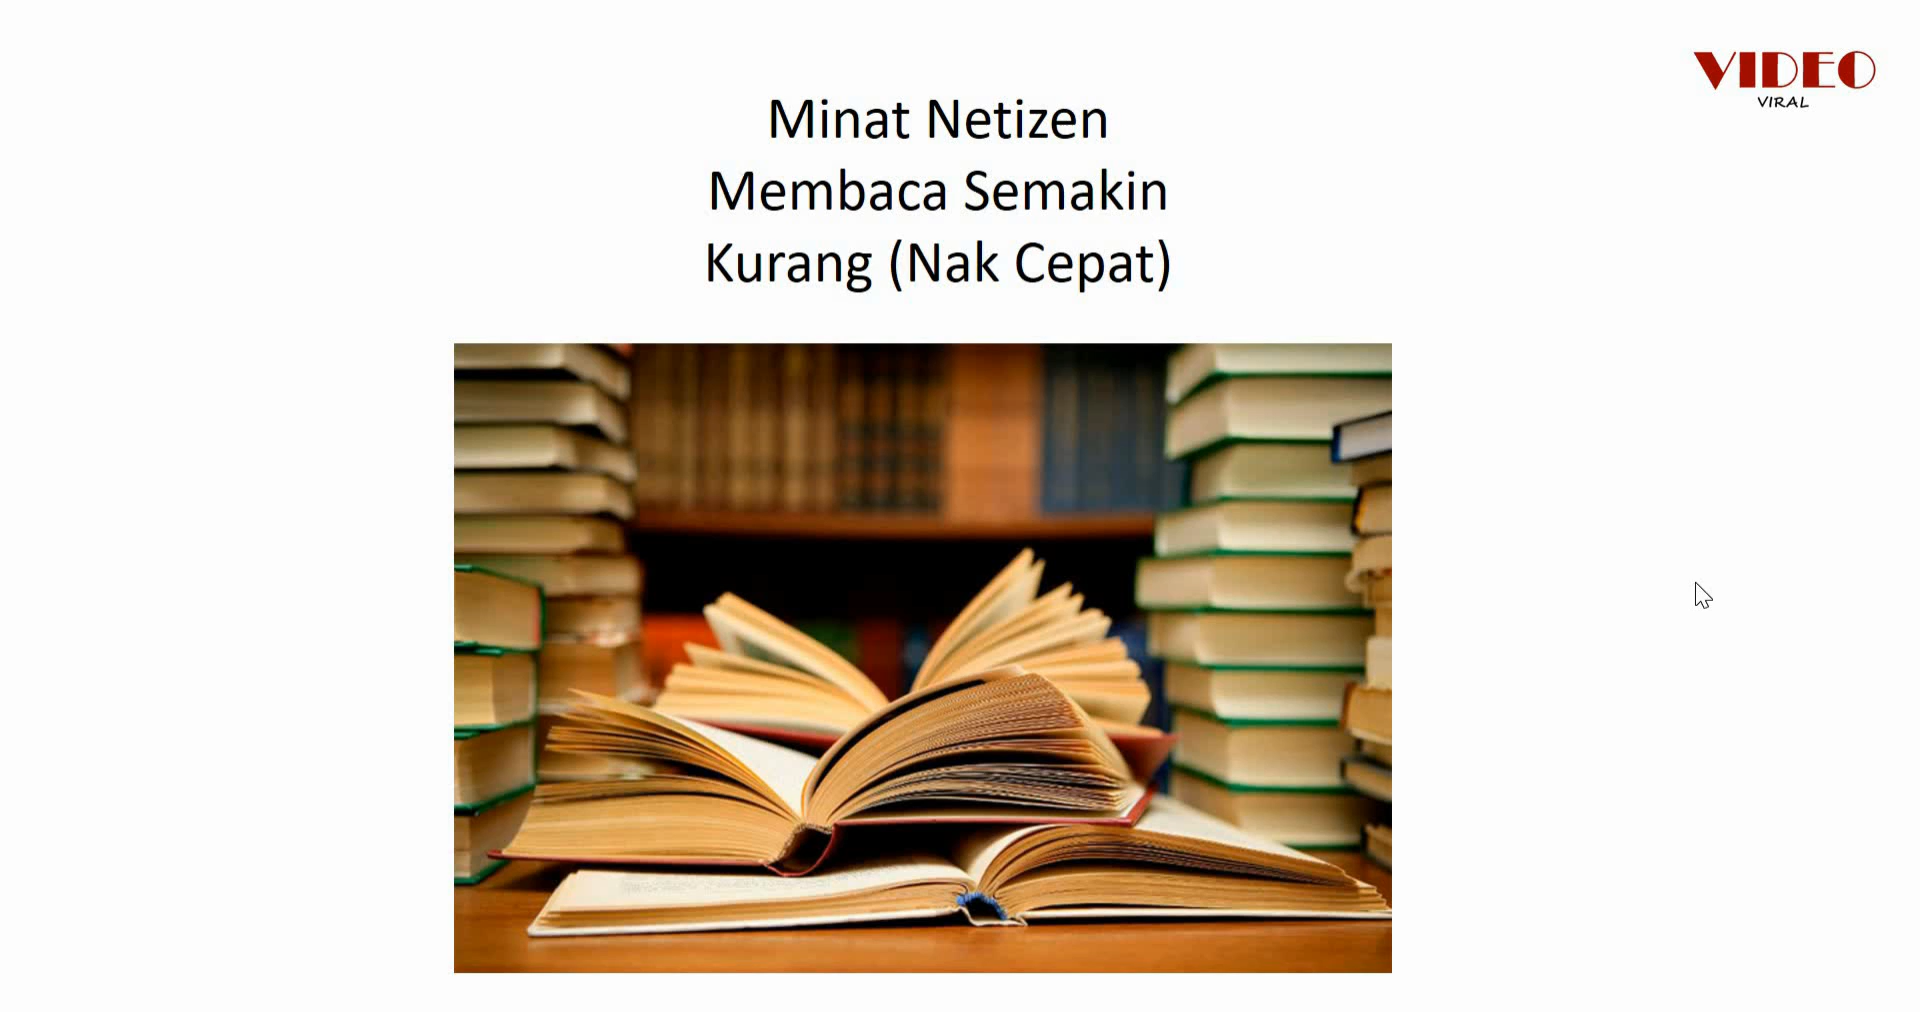 VIDEO
VIRAL
Minat Netizen
Membaca Semakin
Kurang (Nak Cepat)